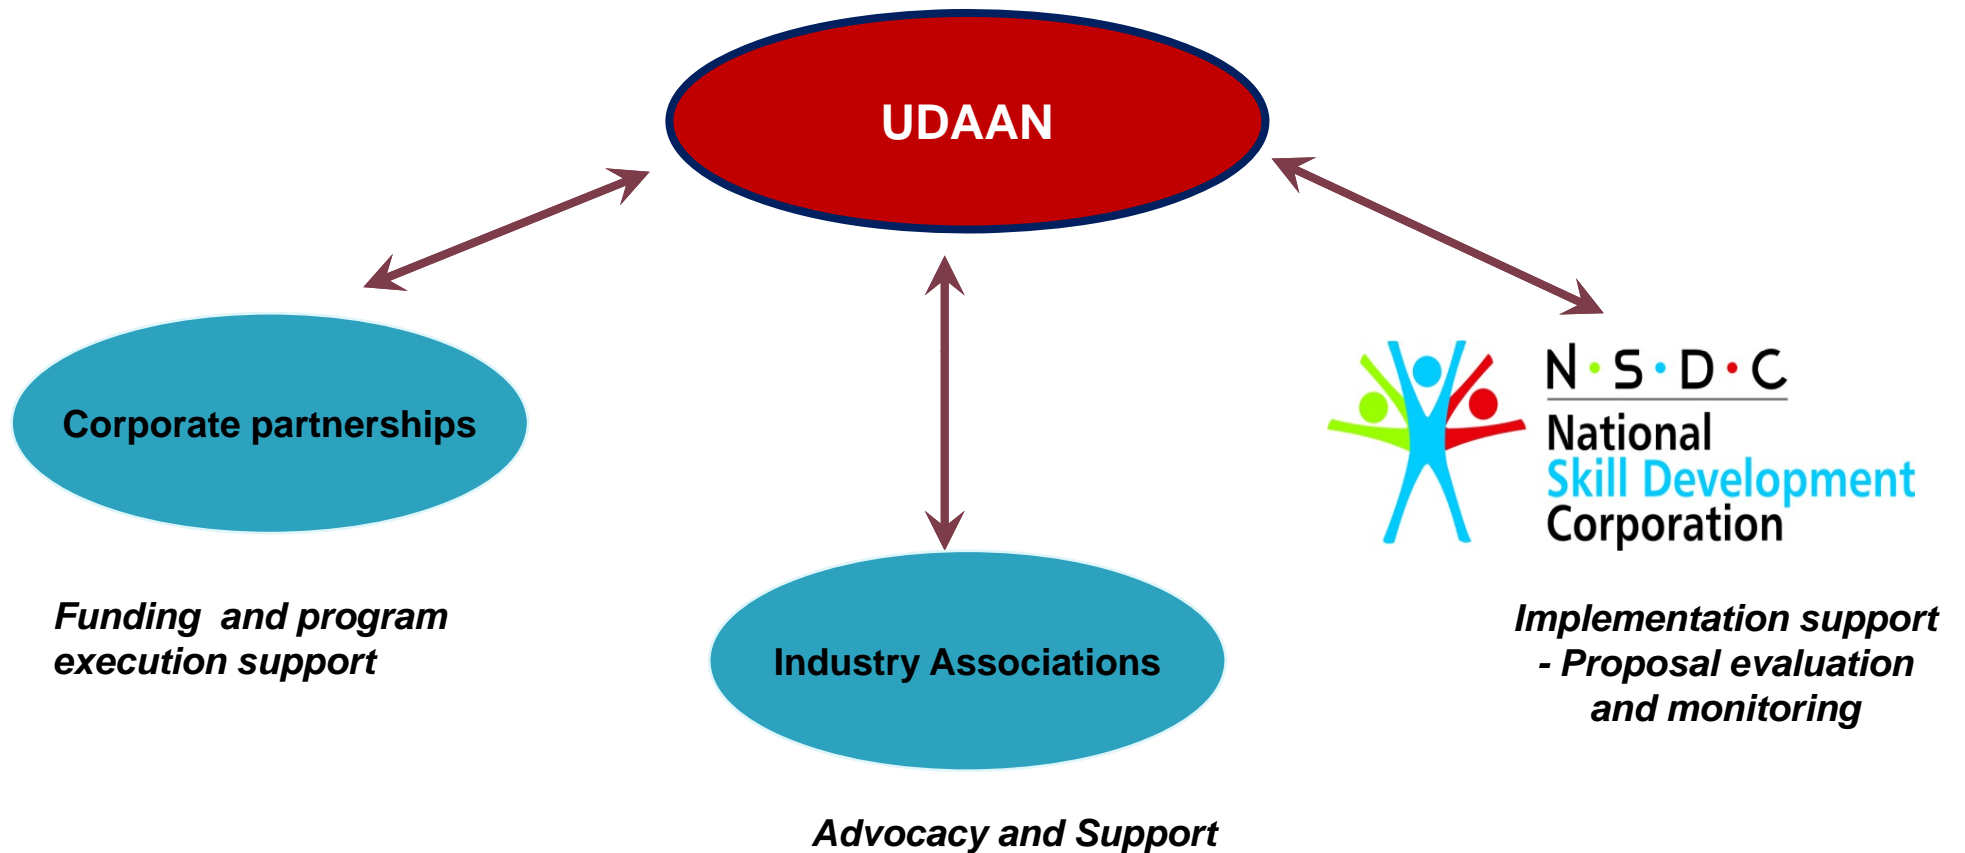 UDAAN
Corporate partnerships
Funding and program
execution support
Industry Associations
Advocacy and Support
N·S·D·C
National
Skill Development
Corporation
Implementation support
- Proposal evaluation
and monitoring